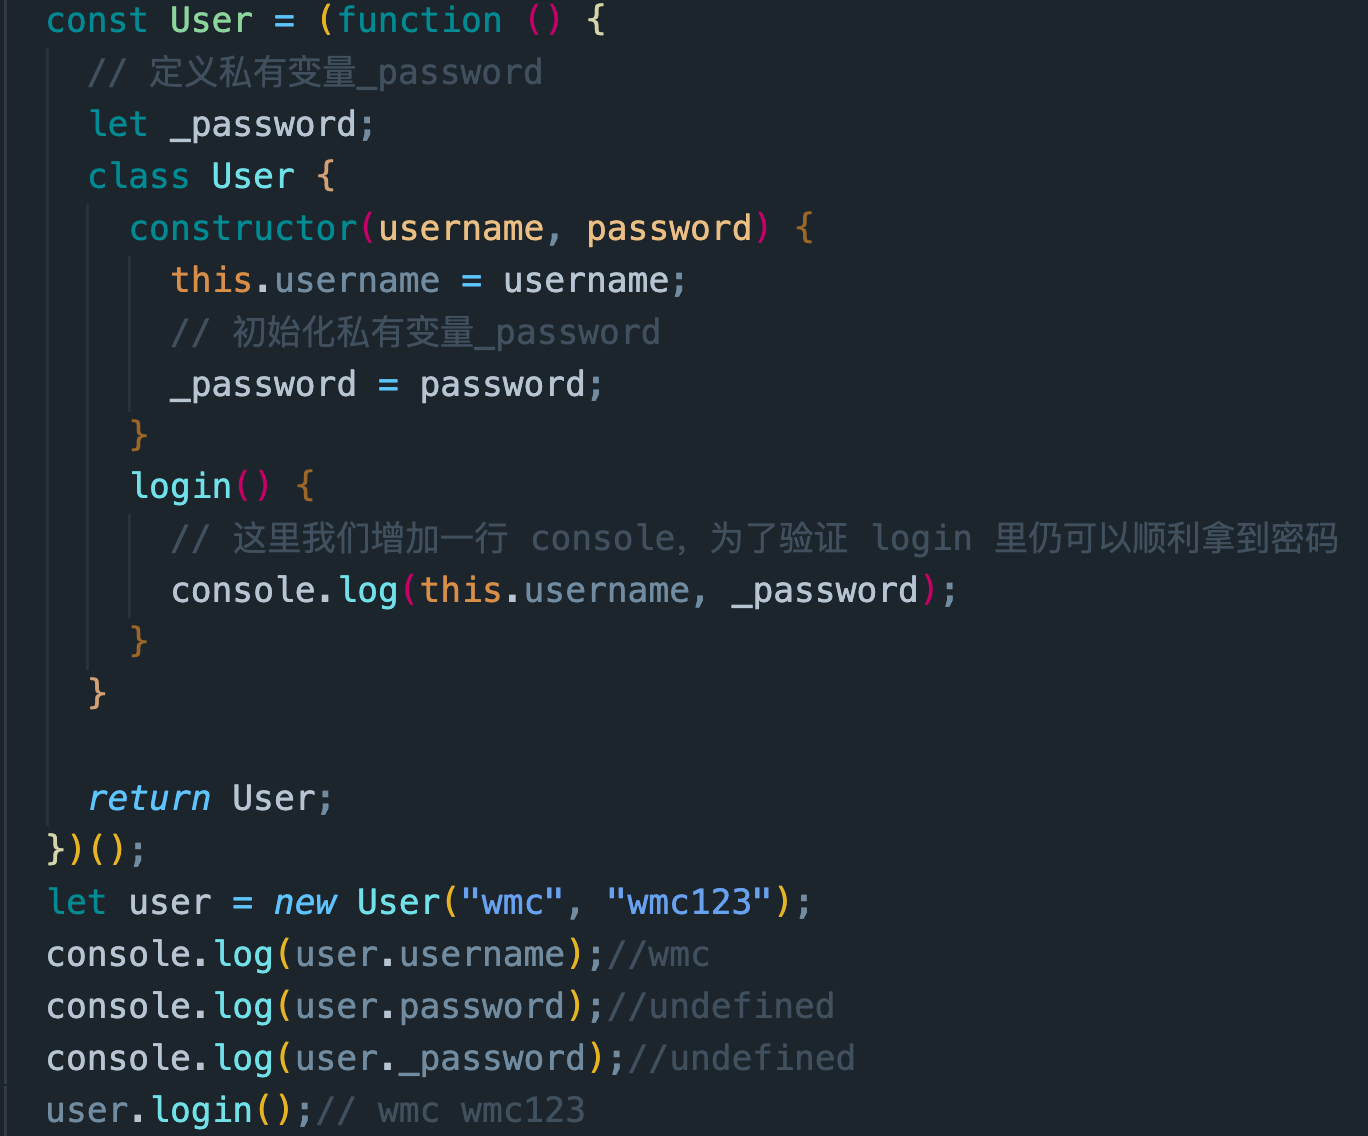 const User = (function () {
// 定义私有变量_password
let _password;
class User {
constructor(username, password) {
this.username = username;
// 初始化私有变量_password
_password = password;
}
login() {
// 这里我们增加一行 console，为了验证 login 里仍可以顺利拿到密码
console.log(this.username, _password);
}
}
return User;
})();
let user = new User("wmc", "wmc123");
console.log(user.username);//wmc
console.log(user.password);//undefined
console.log(user._password);//undefined
user.login();// wmc wmc123